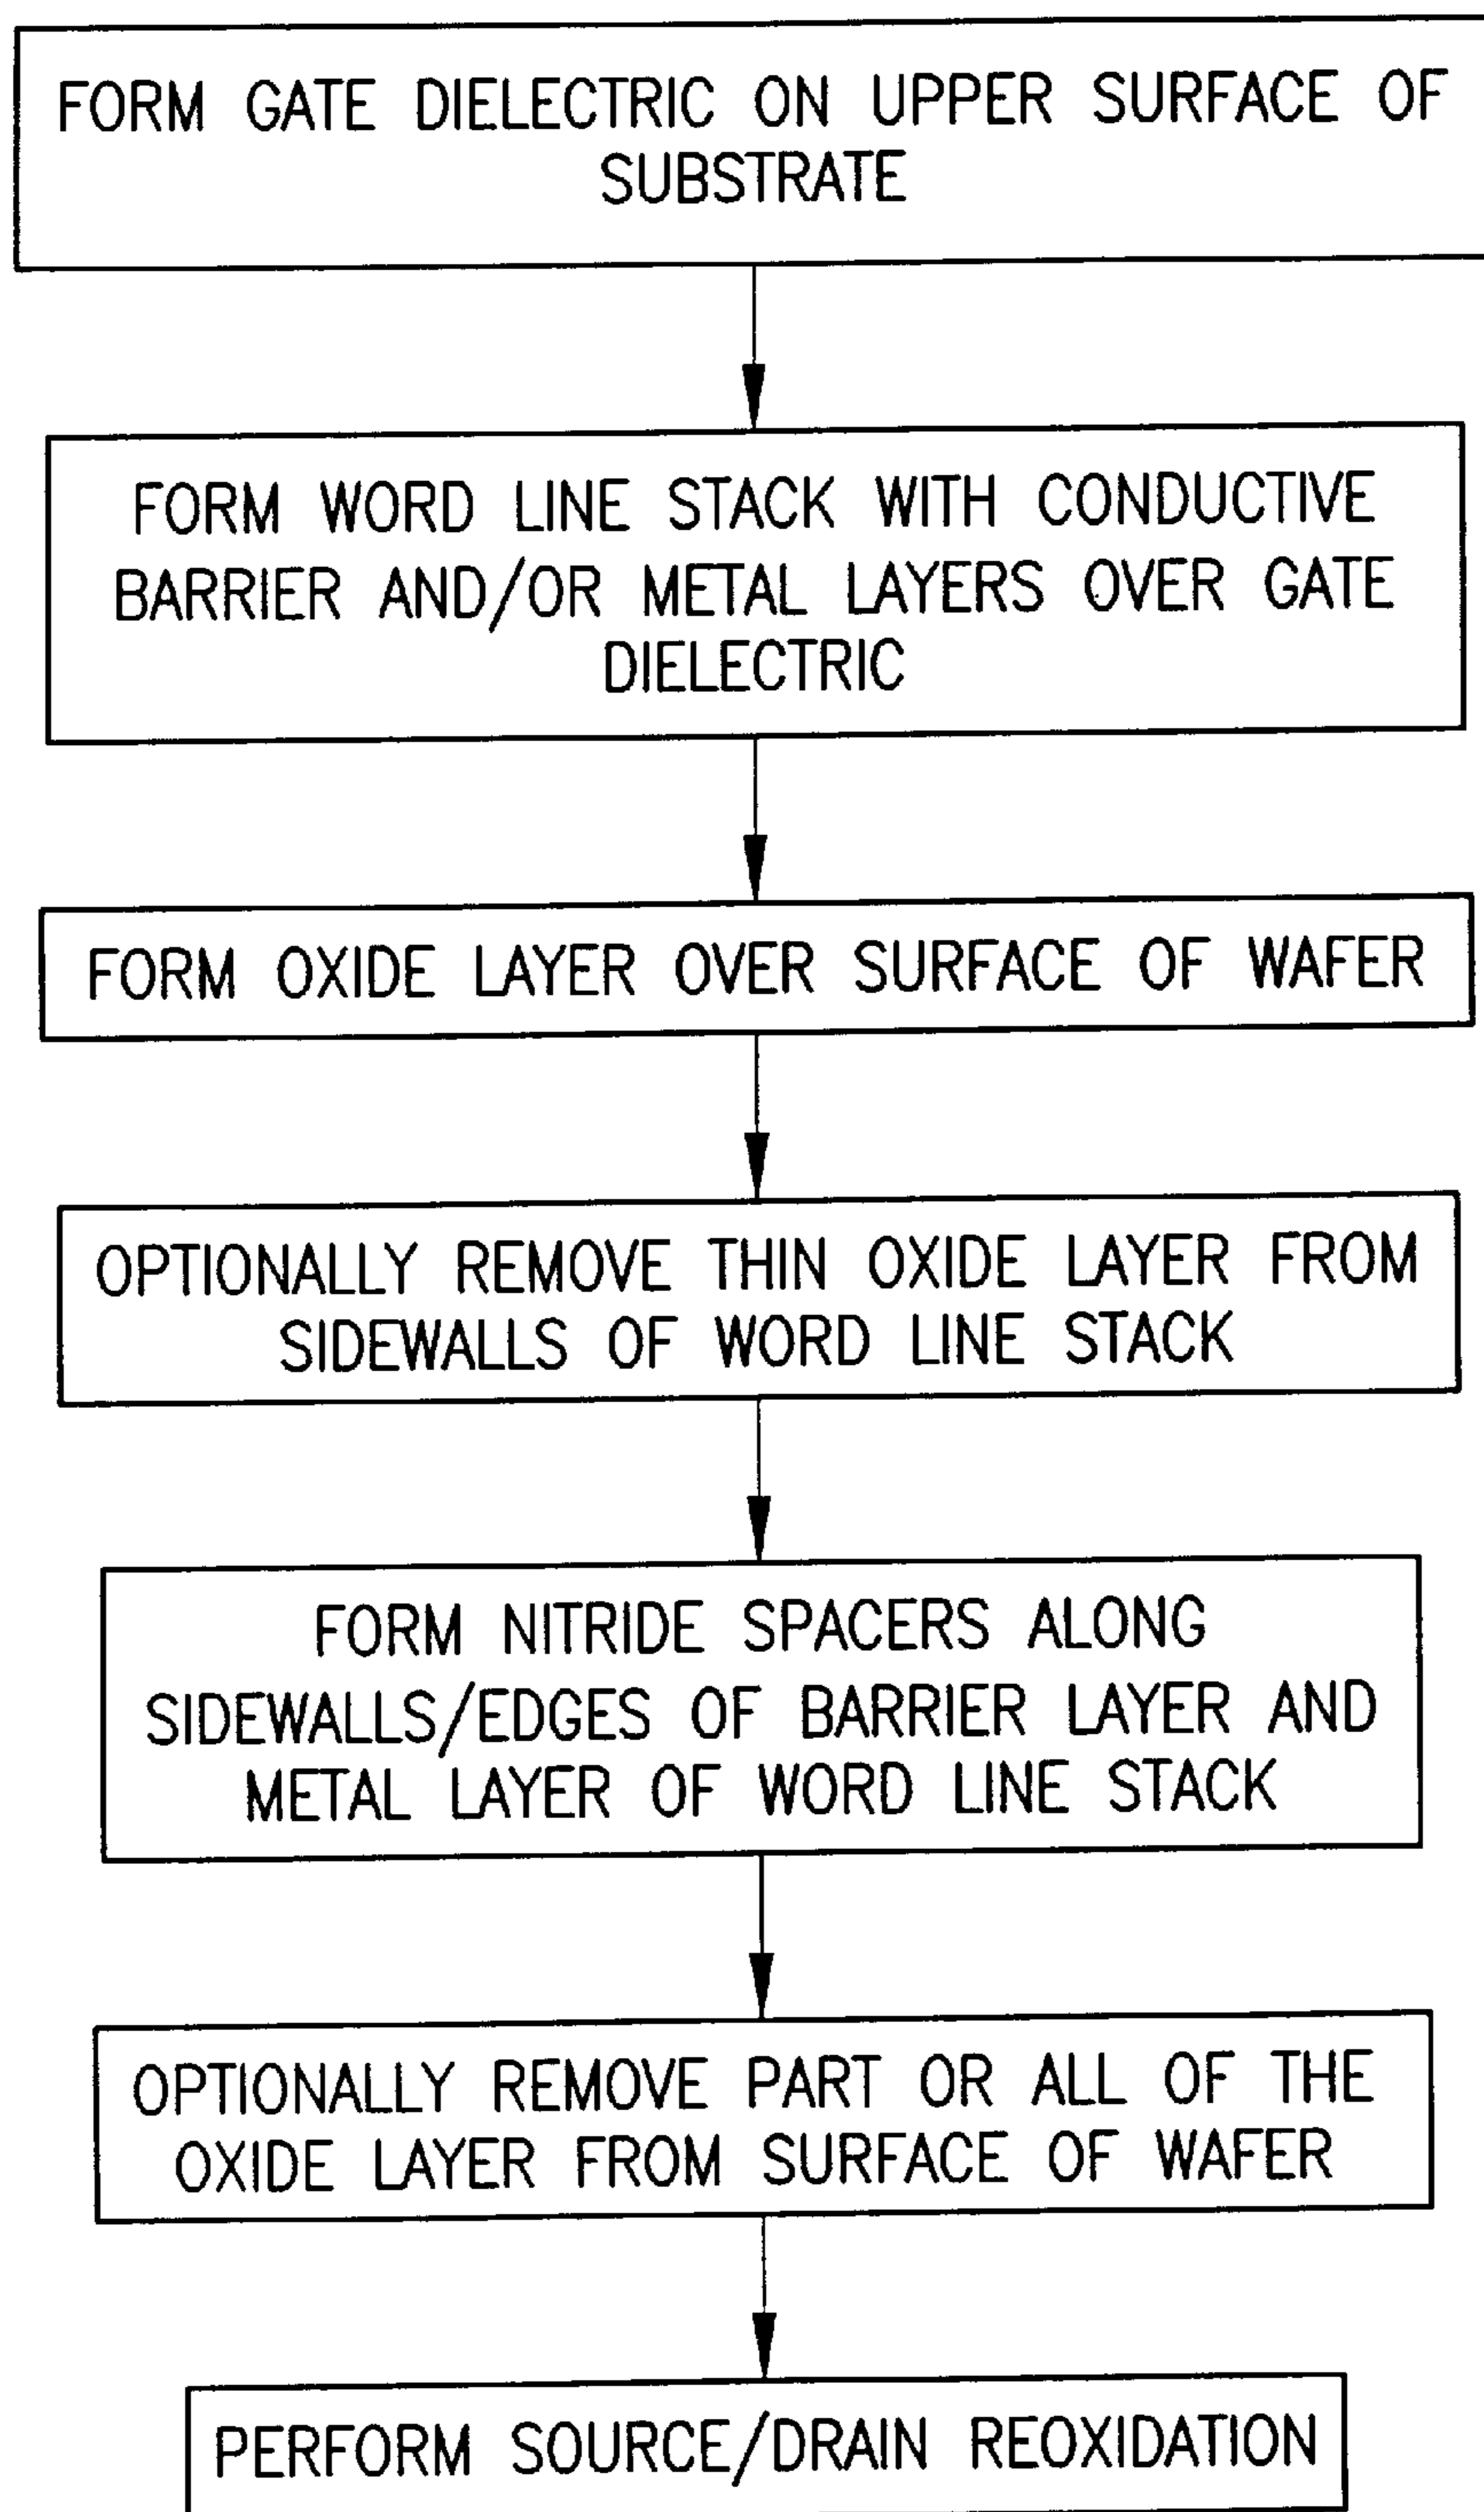 FORM GATE DIELECTRIC ON UPPER SURFACE OF
SUBSTRATE
FORM WORD LINE STACK WITH CONDUCTIVE
BARRIER AND/OR METAL LAYERS OVER GATE
DIELECTRIC
FORM OXIDE LAYER OVER SURFACE OF WAFER
OPTIONALLY REMOVE THIN OXIDE LAYER FROM
SIDEWALLS OF WORD LINE STACK
FORM NITRIDE SPACERS ALONG
SIDEWALLS/EDGES OF BARRIER LAYER AND
METAL LAYER OF WORD LINE STACK
OPTIONALLY REMOVE PART OR ALL OF THE
OXIDE LAYER FROM SURFACE OF WAFER
PERFORM SOURCE/DRAIN REOXIDATION